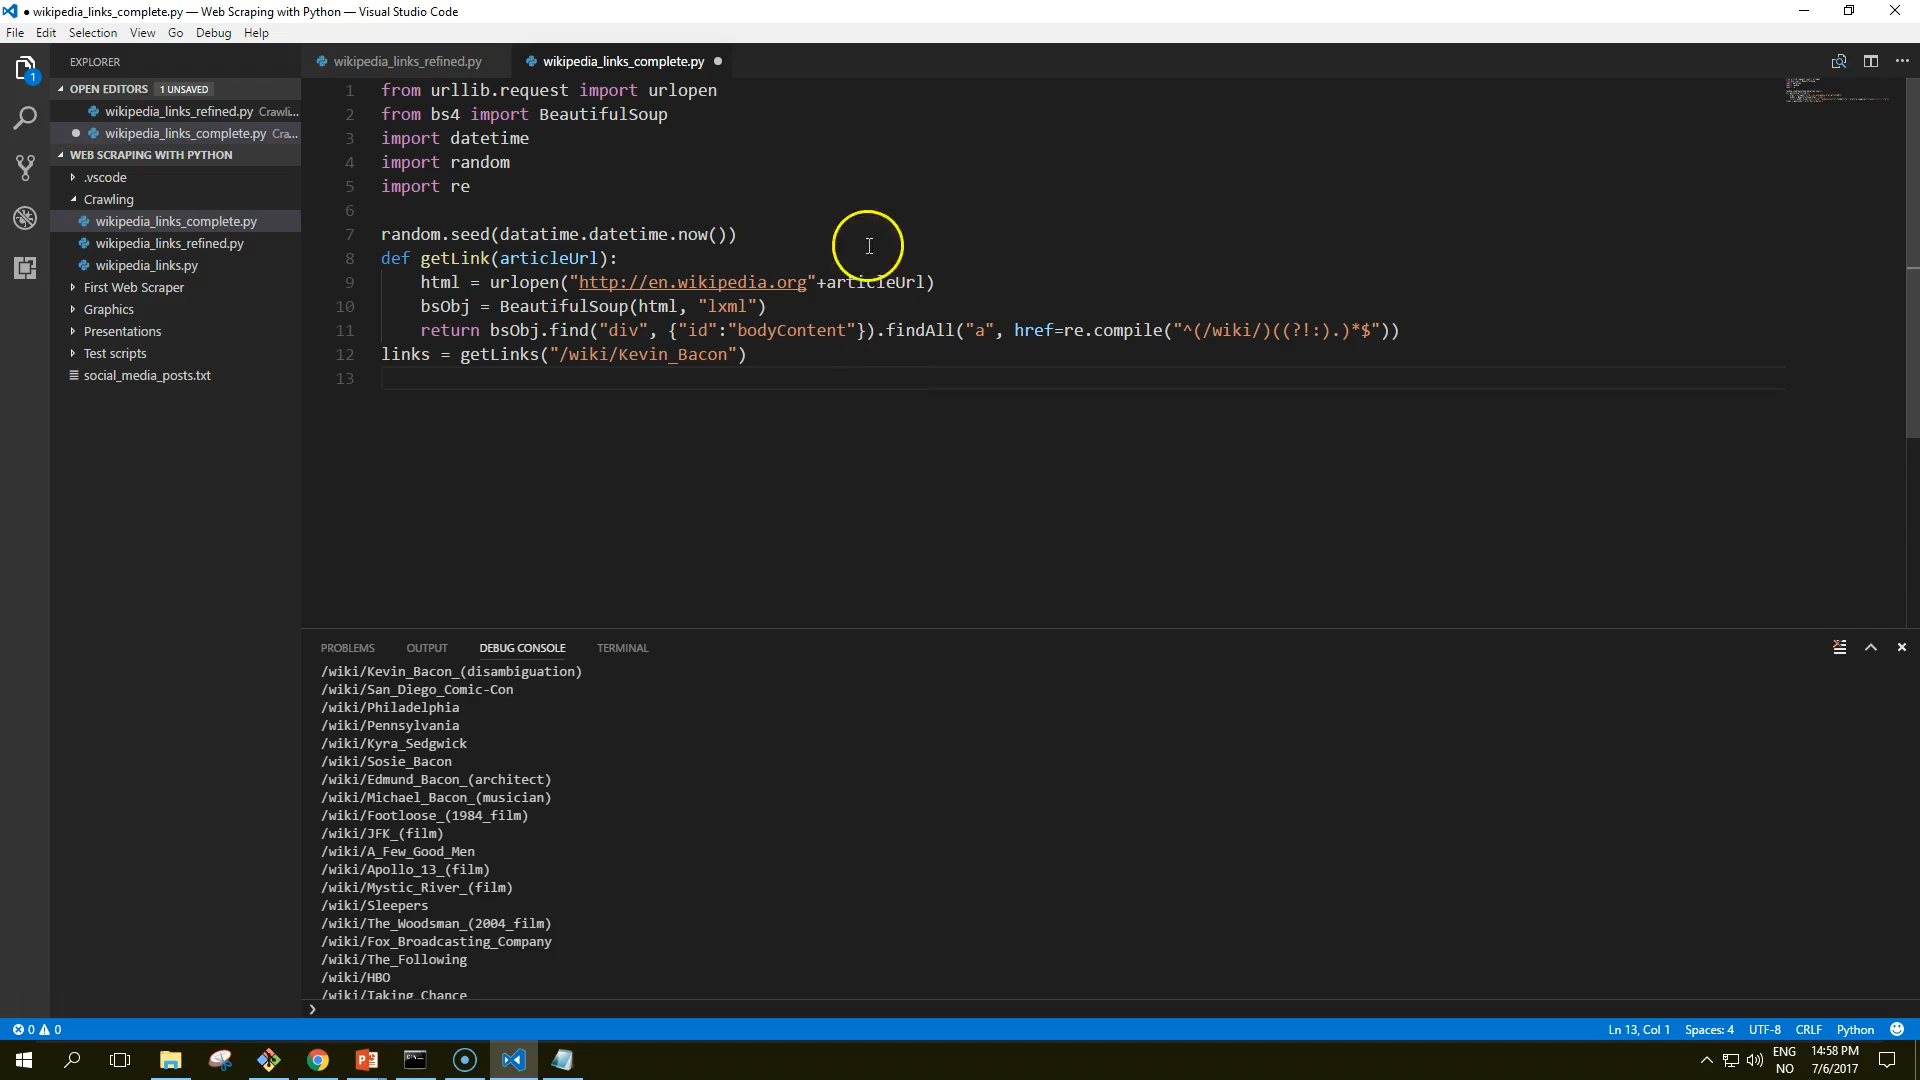 ● wikipedia_links_complete.py — Web Scraping with Python — Visual Studio Code
File Edit Selection View Go Debug Help
EXPLORER
OPEN EDITORS 1 UNSAVED
wikipedia_links_refined.py Crawli...
wikipedia_links_complete.py Cra...
WEB SCRAPING WITH PYTHON
.vscode
Crawling
wikipedia_links_complete.py
wikipedia_links_refined.py
wikipedia_links.py
First Web Scraper
Graphics
Presentations
Test scripts
social_media_posts.txt
1
wikipedia_links_refined.py wikipedia_links_complete.py ●
1 from urllib.request import urlopen
2 from bs4 import BeautifulSoup
3 import datetime
4 import random
5 import re
6
7 random.seed(datatime.datetime.now())
8 def getLink(articleUrl):
9 html = urlopen("http://en.wikipedia.org"+articleUrl)
10 bsObj = BeautifulSoup(html, "lxml")
11 return bsObj.find("div", {"id":"bodyContent"}).findAll("a", href=re.compile("^(/wiki/)((?!:).)*$"))
12 links = getLinks("/wiki/Kevin_Bacon")
13
PROBLEMS OUTPUT DEBUG CONSOLE TERMINAL
/wiki/Kevin_Bacon_(disambiguation)
/wiki/San_Diego_Comic-Con
/wiki/Philadelphia
/wiki/Pennsylvania
/wiki/Kyra_Sedgwick
/wiki/Sosie_Bacon
/wiki/Edmund_Bacon_(architect)
/wiki/Michael_Bacon_(musician)
/wiki/Footloose_(1984_film)
/wiki/JFK_(film)
/wiki/A_Few_Good_Men
/wiki/Apollo_13_(film)
/wiki/Mystic_River_(film)
/wiki/Sleepers
/wiki/The_Woodsman_(2004_film)
/wiki/Fox_Broadcasting_Company
/wiki/The_Following
/wiki/HBO
/wiki/Taking_Chance
0 0 Ln 13, Col 1 Spaces: 4 UTF-8 CRLF Python
ENG 14:58 PM
NO 7/6/2017